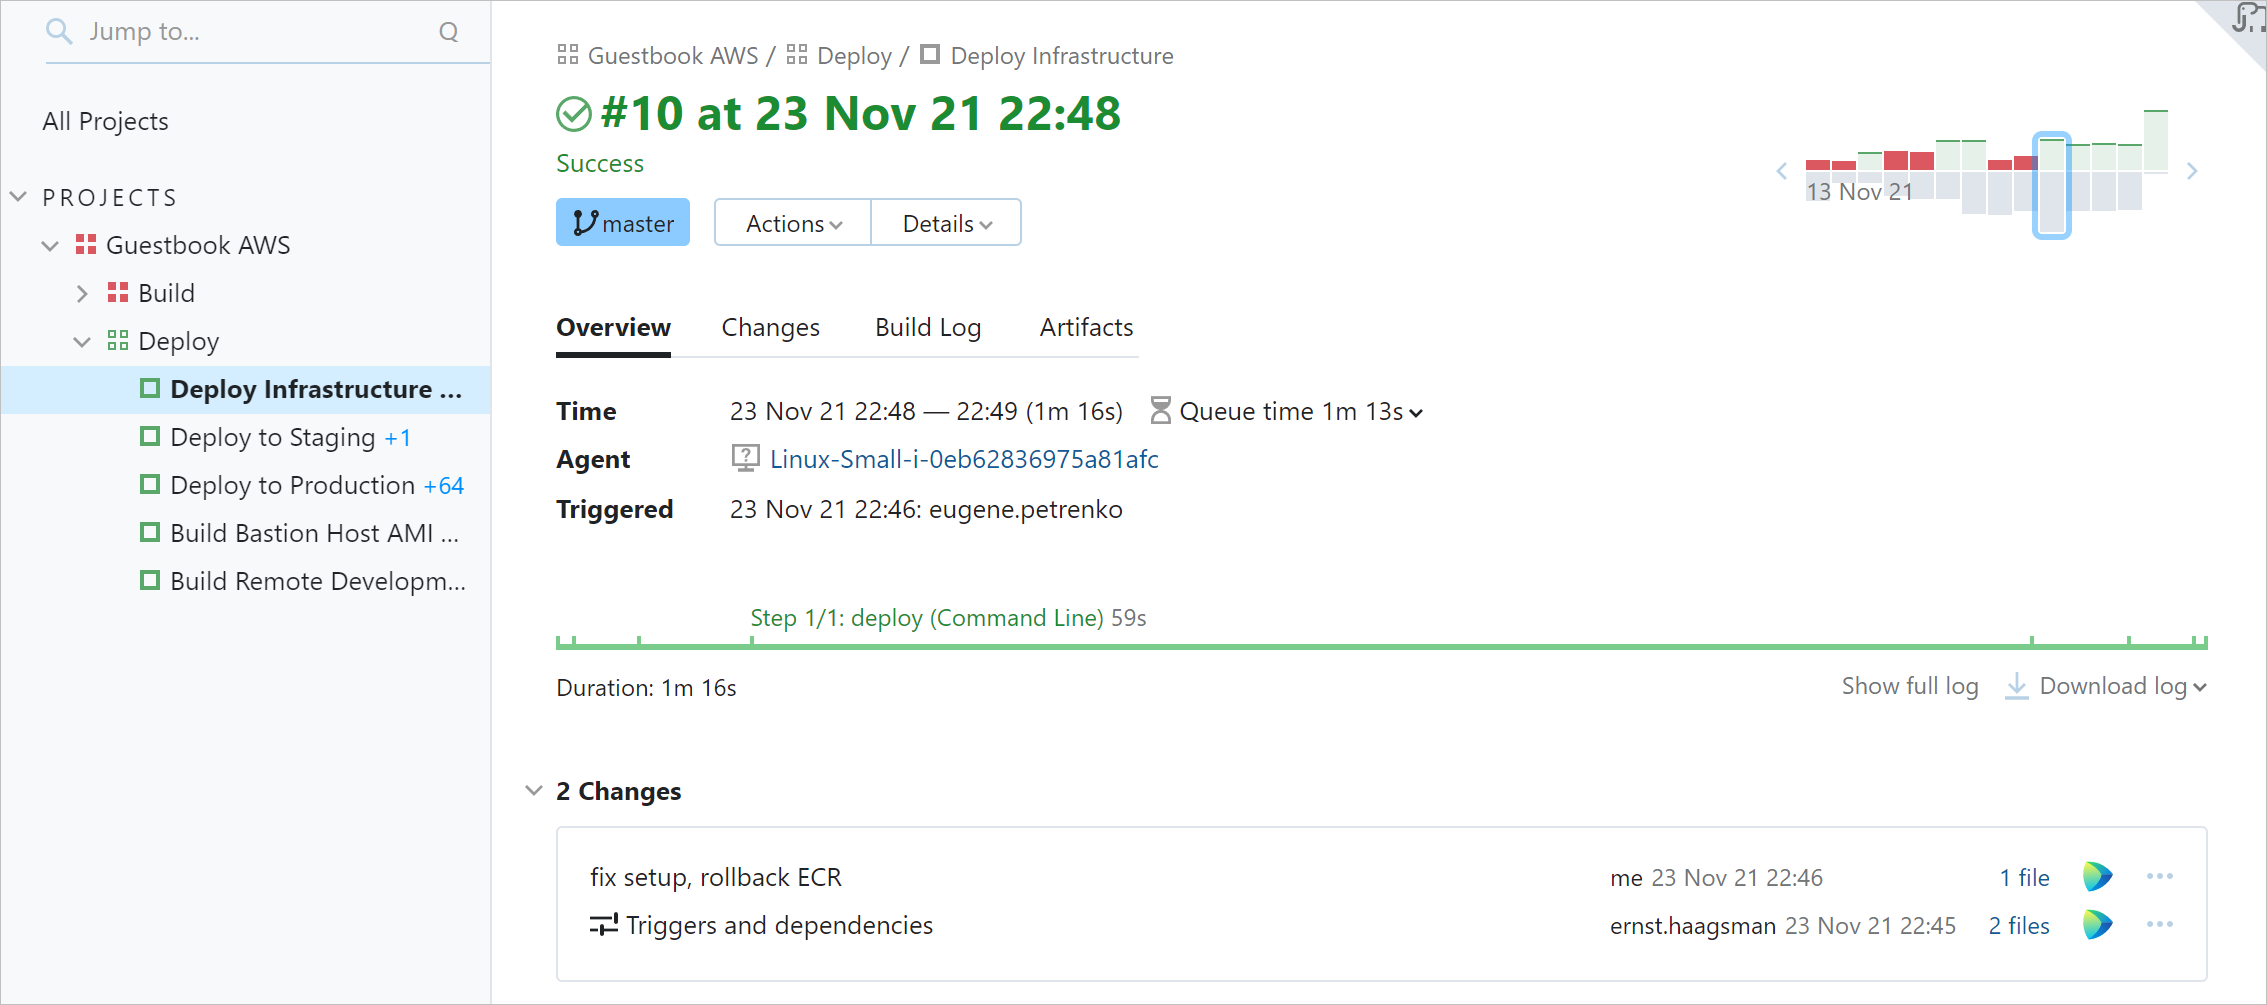 Jump to... Q
All Projects
PROJECTS
Guestbook AWS
Build
Deploy
Deploy Infrastructure ...
Deploy to Staging +1
Deploy to Production +64
Build Bastion Host AMI ...
Build Remote Developm...
Guestbook AWS / Deploy / Deploy Infrastructure
#10 at 23 Nov 21 22:48
Success
master Actions Details
13 Nov 21
Overview Changes Build Log Artifacts
Time 23 Nov 21 22:48 — 22:49 (1m 16s) Queue time 1m 13s
Agent Linux-Small-i-0eb62836975a81afc
Triggered 23 Nov 21 22:46: eugene.petrenko
Step 1/1: deploy (Command Line) 59s
Duration: 1m 16s Show full log Download log
2 Changes
fix setup, rollback ECR me 23 Nov 21 22:46 1 file
Triggers and dependencies ernst.haagsman 23 Nov 21 22:45 2 files